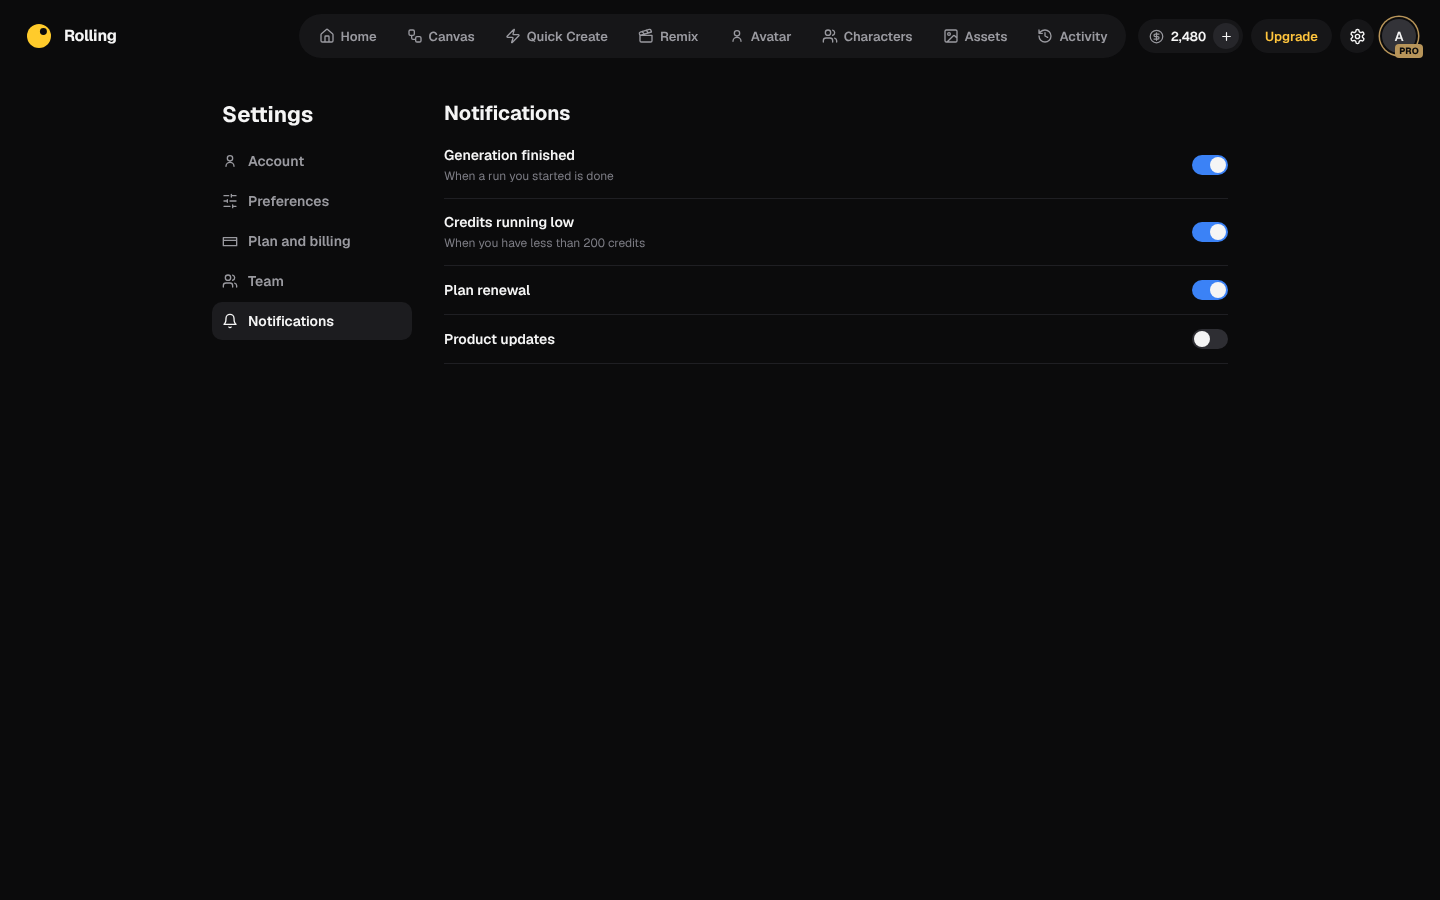 Rolling
Home
Canvas
Quick Create
Remix
Avatar
Characters
Assets
Activity
2,480
Upgrade
A
PRO
Settings
Account
Preferences
Plan and billing
Team
Notifications
Notifications
Generation finished
When a run you started is done
Credits running low
When you have less than 200 credits
Plan renewal
Product updates